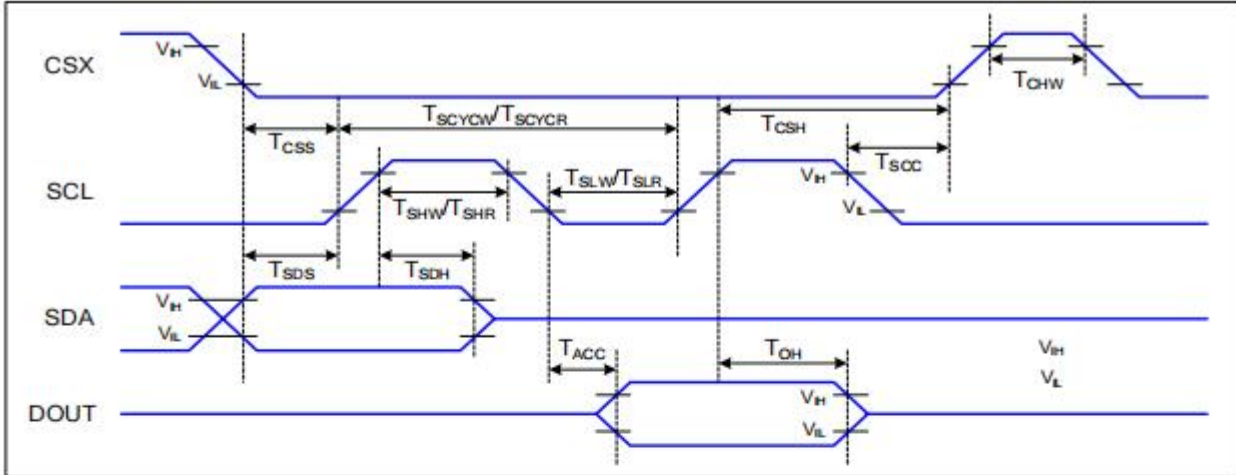 CSX
VIH
VIL
TCHW
TCSS
TSCYCW/TSCYCR
TCSH
TSCC
SCL
TSHW/TSHR
TSLW/TSLR
VIH
VIL
TSDS
TSDH
SDA
VIH
VIL
TACC
TOH
VIH
VIL
DOUT
VIH
VIL